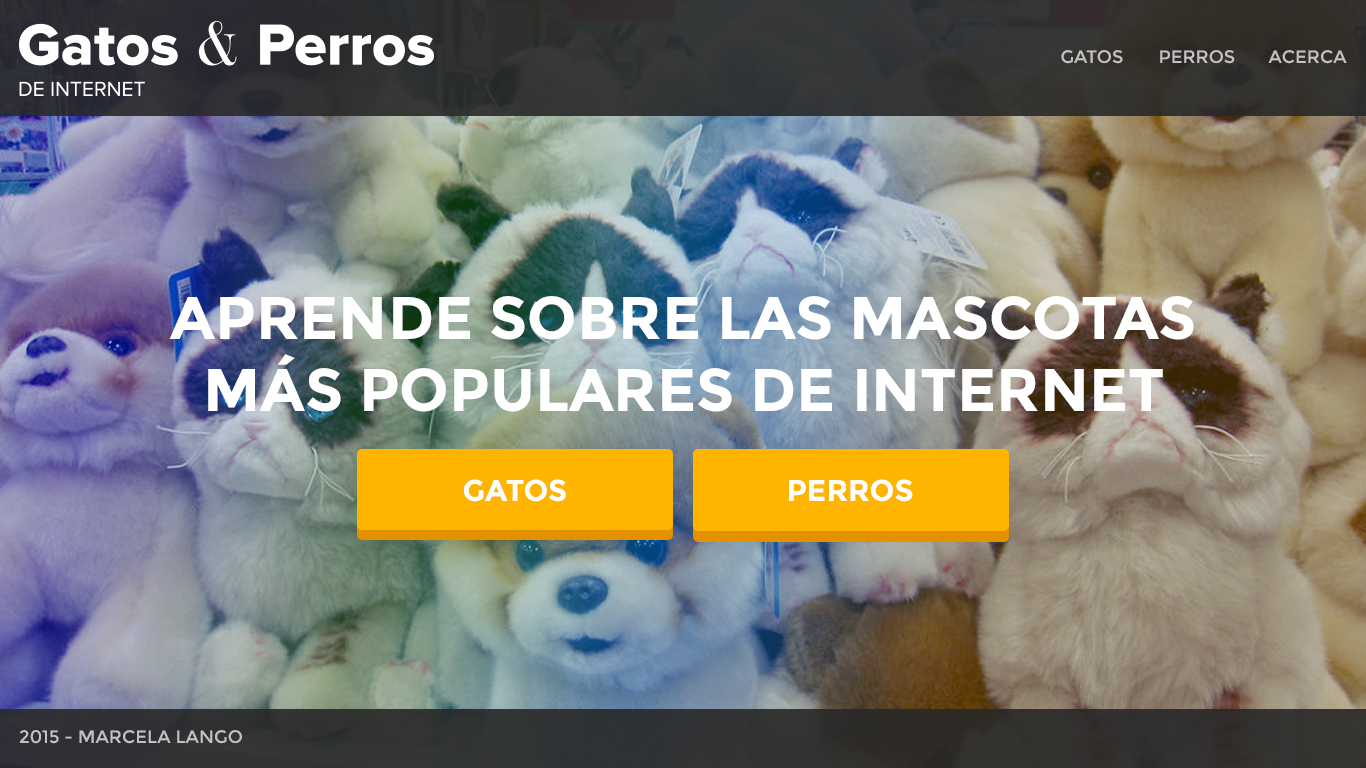 Gatos & Perros
DE INTERNET
GATOS PERROS ACERCA
APRENDE SOBRE LAS MASCOTAS
MÁS POPULARES DE INTERNET
GATOS PERROS
2015 - MARCELA LANGO